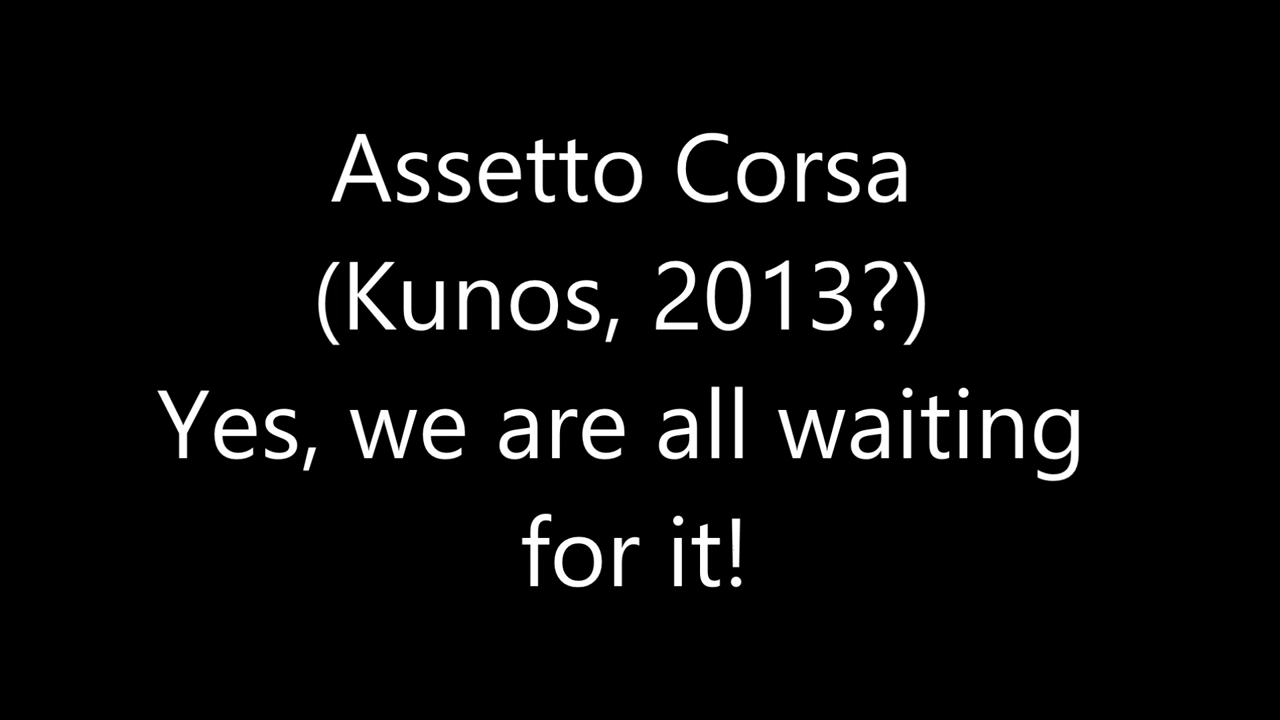 Assetto Corsa
(Kunos, 2013?)
Yes, we are all waiting
for it!